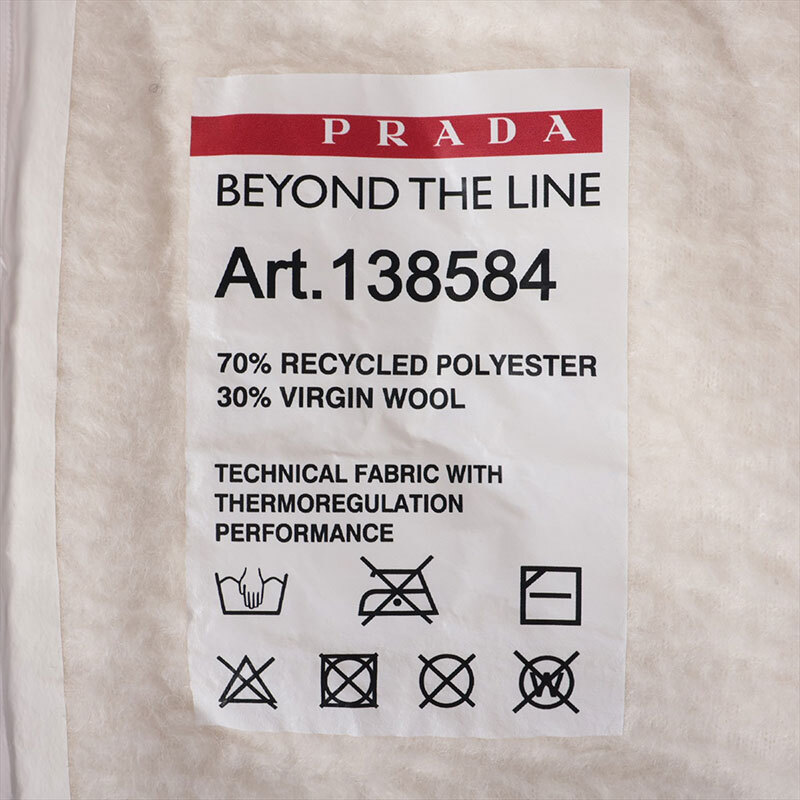 PRADA
BEYOND THE LINE
Art.138584
70% RECYCLED POLYESTER
30% VIRGIN WOOL
TECHNICAL FABRIC WITH
THERMOREGULATION
PERFORMANCE
W